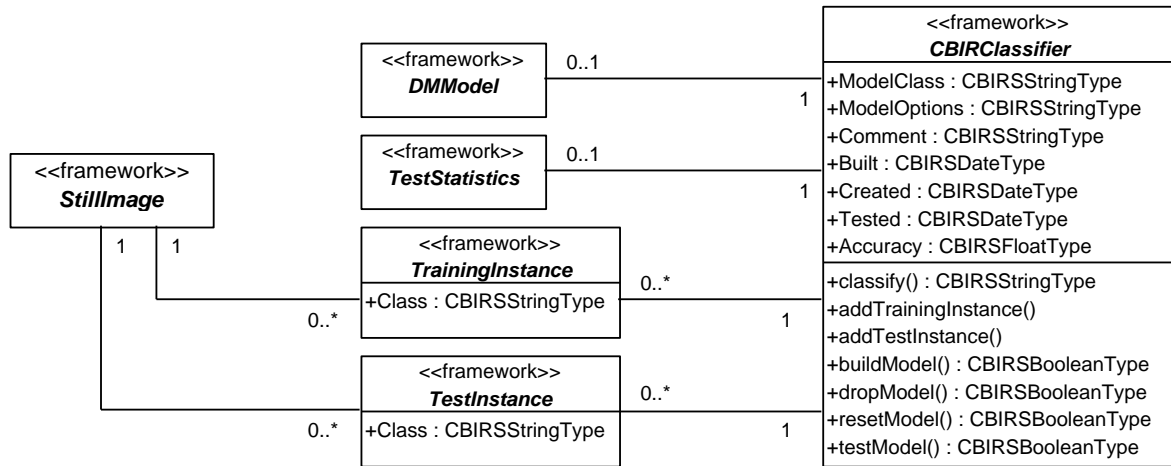 <<framework>>
StillImage
1
1
0..*
0..*
<<framework>>
DMModel
0..1
1
<<framework>>
TestStatistics
0..1
1
<<framework>>
TrainingInstance
+Class : CBIRSStringType
0..*
1
<<framework>>
TestInstance
+Class : CBIRSStringType
0..*
1
<<framework>>
CBIRClassifier
+ModelClass : CBIRSStringType
+ModelOptions : CBIRSStringType
+Comment : CBIRSStringType
+Built : CBIRSDateType
+Created : CBIRSDateType
+Tested : CBIRSDateType
+Accuracy : CBIRSFloatType
+classify() : CBIRSStringType
+addTrainingInstance()
+addTestInstance()
+buildModel() : CBIRSBooleanType
+dropModel() : CBIRSBooleanType
+resetModel() : CBIRSBooleanType
+testModel() : CBIRSBooleanType